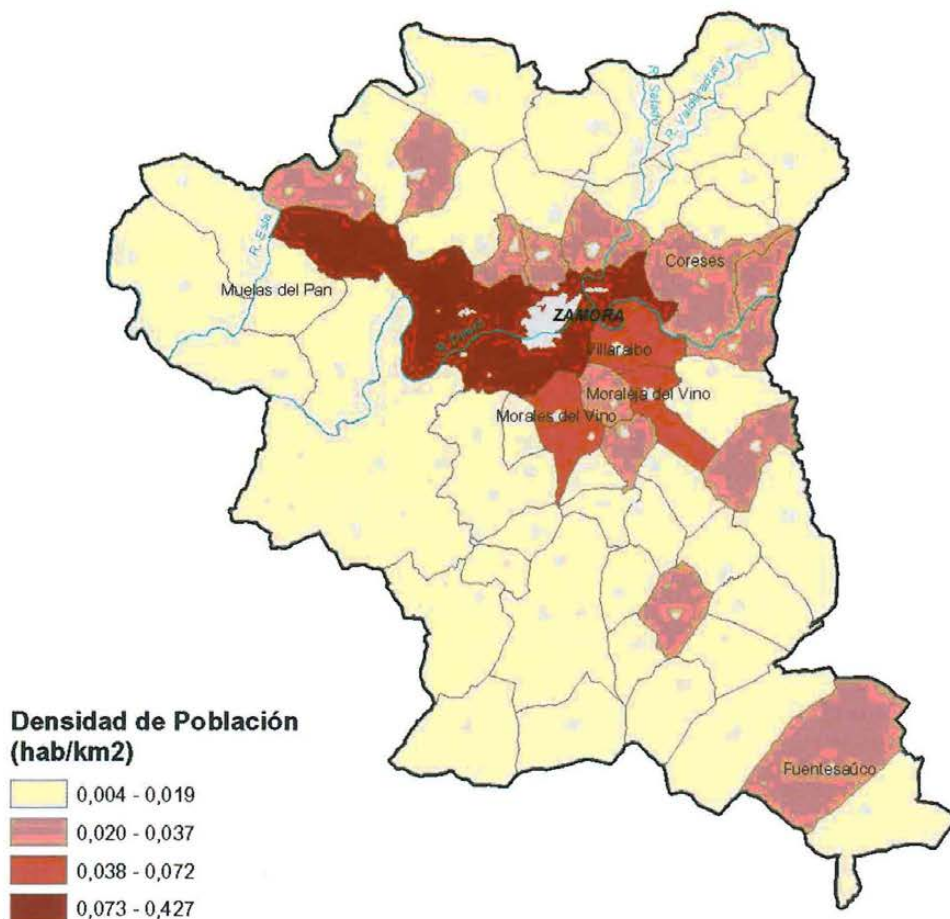 R. Salado
R. Valderaduey
R. Esla
Coreses
Muelas del Pan
ZAMORA
R. Duero
Villaralbo
Moraleja del Vino
Morales del Vino
Fuentesaúco
Densidad de Población
(hab/km2)
0,004 - 0,019
0,020 - 0,037
0,038 - 0,072
0,073 - 0,427